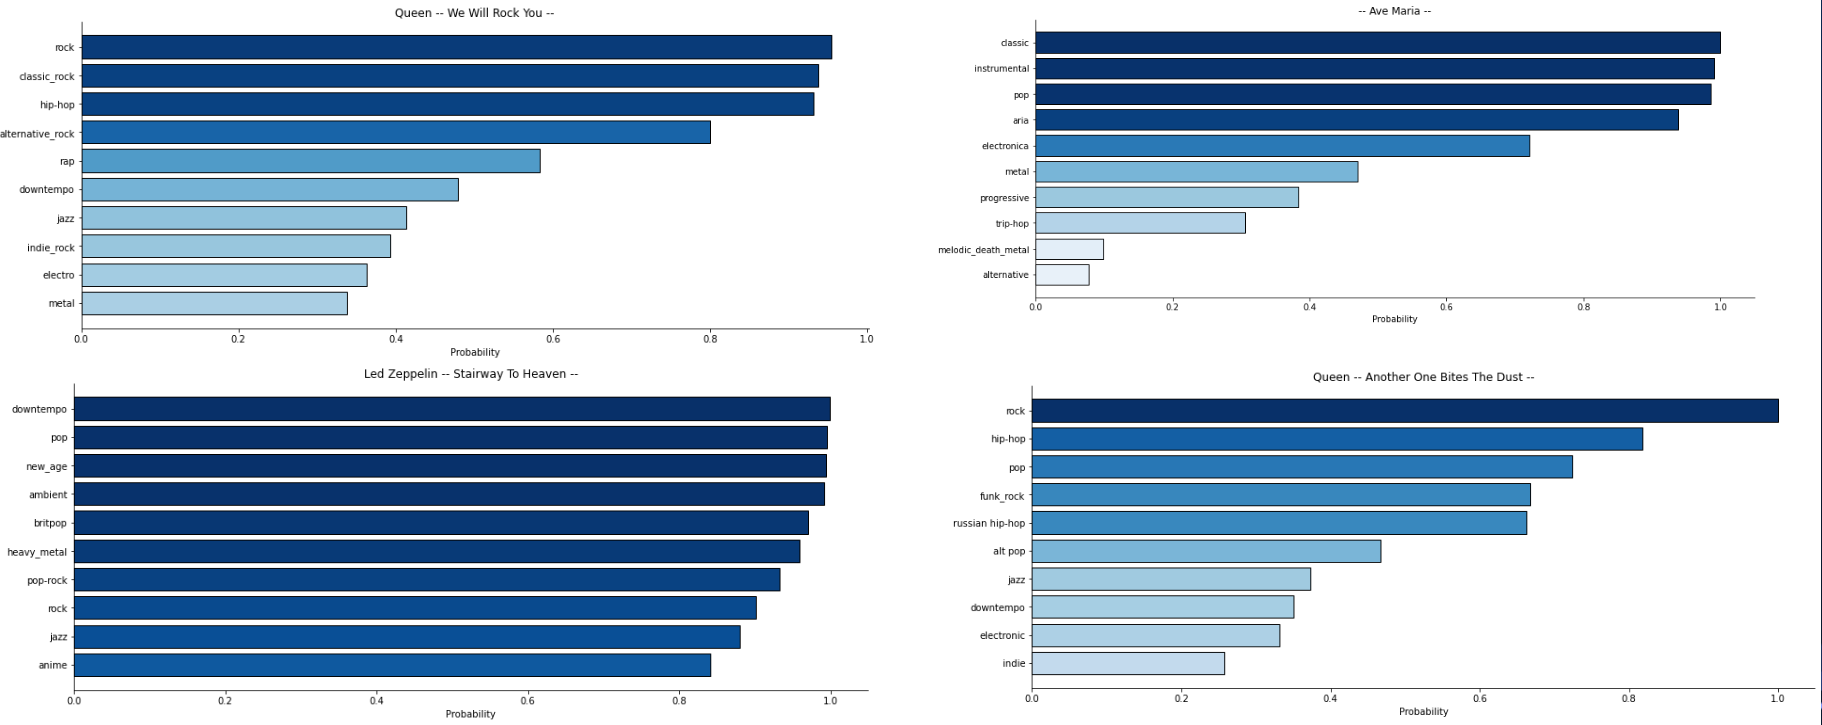 Queen -- We Will Rock You --
rock
classic_rock
hip-hop
alternative_rock
rap
downtempo
jazz
indie_rock
electro
metal
0.0 0.2 0.4 0.6 0.8 1.0
Probability
-- Ave Maria --
classic
instrumental
pop
aria
electronica
metal
progressive
trip-hop
melodic_death_metal
alternative
0.0 0.2 0.4 0.6 0.8 1.0
Probability
Led Zeppelin -- Stairway To Heaven --
downtempo
pop
new_age
ambient
britpop
heavy_metal
pop-rock
rock
jazz
anime
0.0 0.2 0.4 0.6 0.8 1.0
Probability
Queen -- Another One Bites The Dust --
rock
hip-hop
pop
funk_rock
russian hip-hop
alt pop
jazz
downtempo
electronic
indie
0.0 0.2 0.4 0.6 0.8 1.0
Probability